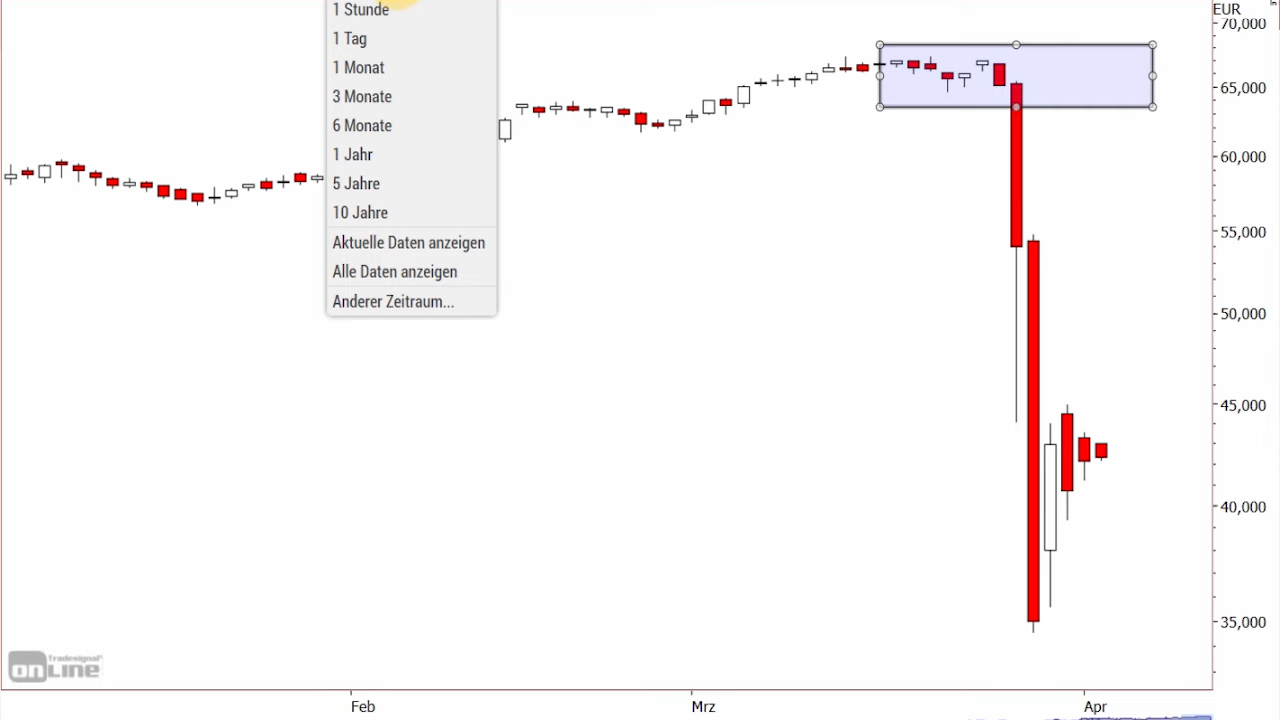 1 Stunde
1 Tag
1 Monat
3 Monate
6 Monate
1 Jahr
5 Jahre
10 Jahre
Aktuelle Daten anzeigen
Alle Daten anzeigen
Anderer Zeitraum...
EUR
70,000
65,000
60,000
55,000
50,000
45,000
40,000
35,000
Tradesignal®
onLine
Feb
Mrz
Apr